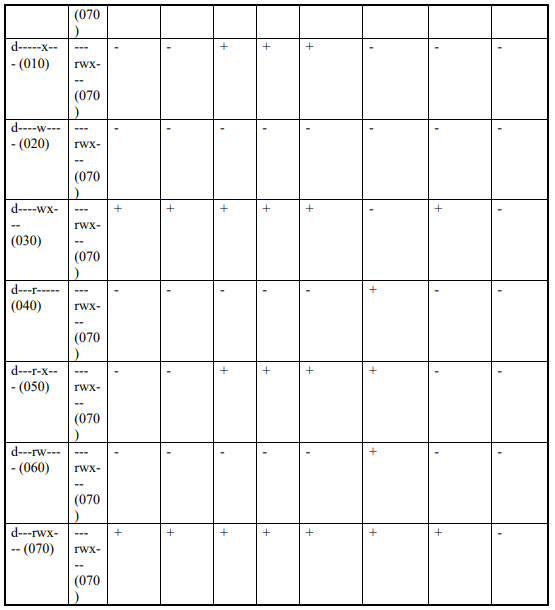 (070
)
d-----x-- --- - - + + + - - -
- (010) rwx-
--
(070
)
d----w--- --- - - - - - - - -
- (020) rwx-
--
(070
)
d----wx- --- + + + + + - + -
-- rwx-
(030) --
(070
)
d---r----- --- - - - - - + - -
(040) rwx-
--
(070
)
d---r-x-- --- - - + + + + - -
- (050) rwx-
--
(070
)
d---rw--- --- - - - - - + - -
- (060) rwx-
--
(070
)
d---rwx- --- + + + + + + + -
-- (070) rwx-
--
(070
)